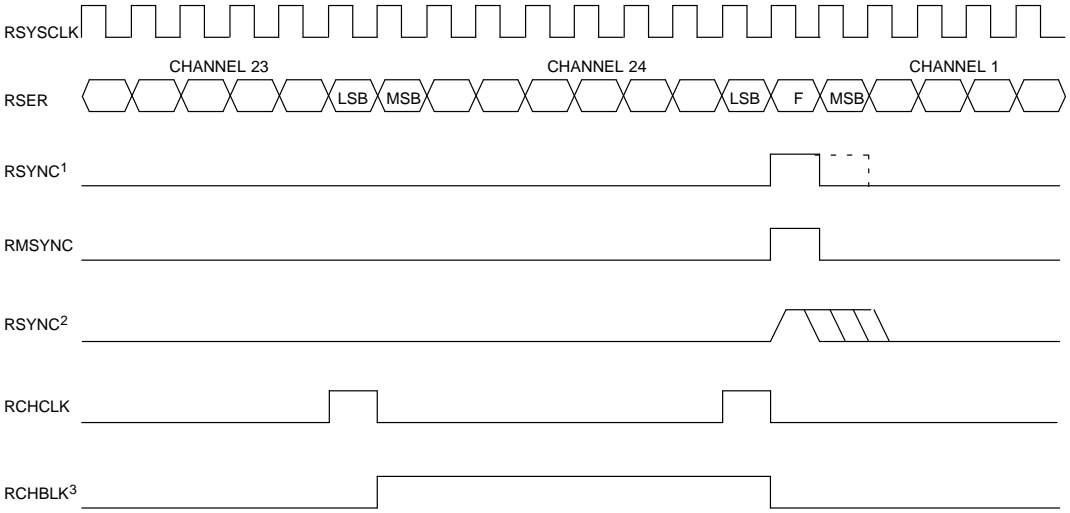 RSYSCLK
CHANNEL 23 CHANNEL 24 CHANNEL 1
RSER LSB MSB LSB F MSB
RSYNC1
RMSYNC
RSYNC2
RCHCLK
RCHBLK3